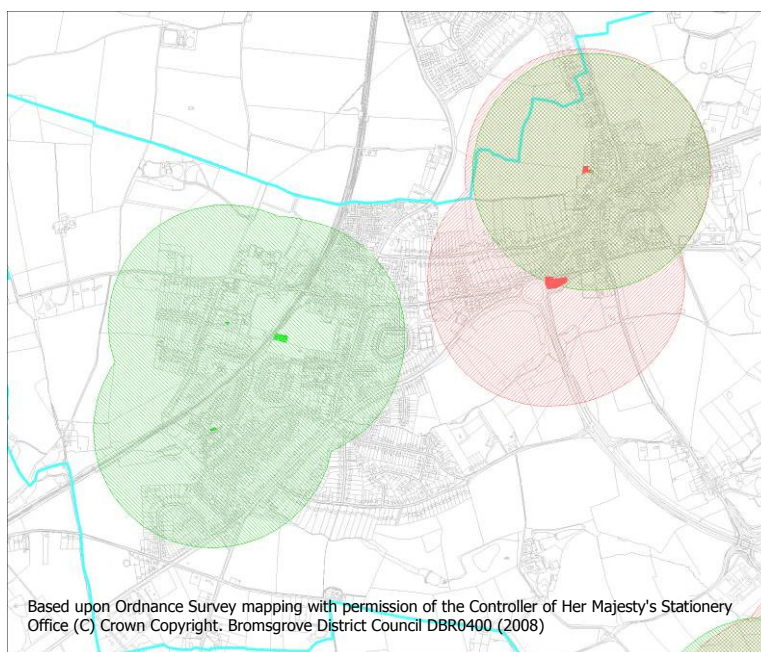 Based upon Ordnance Survey mapping with permission of the Controller of Her Majesty's Stationery
Office (C) Crown Copyright. Bromsgrove District Council DBR0400 (2008)